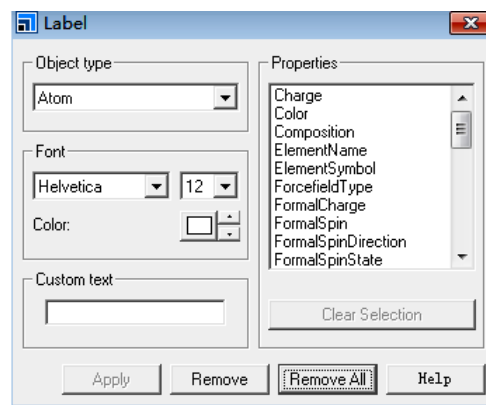 Label
Object type
Atom
Font
Helvetica 12
Color:
Custom text
Properties
Charge
Color
Composition
ElementName
ElementSymbol
ForcefieldType
FormalCharge
FormalSpin
FormalSpinDirection
FormalSpinState
Clear Selection
Apply Remove Remove All Help